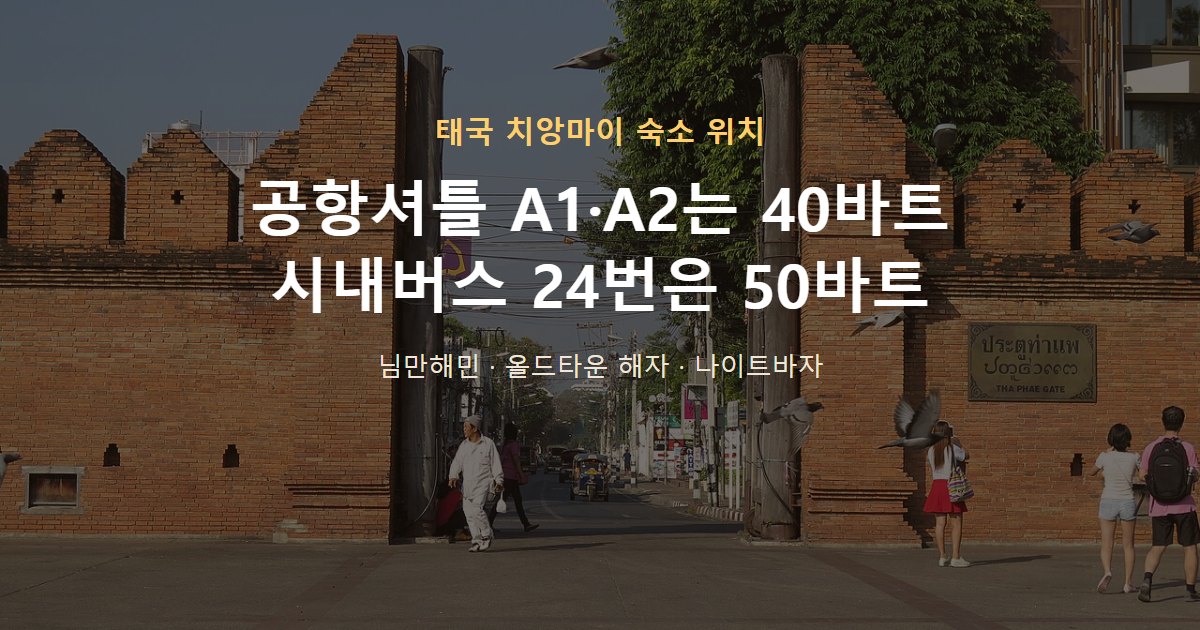 태국 치앙마이 숙소 위치
공항셔틀 A1·A2는 40바트
시내버스 24번은 50바트
님만해민 · 올드타운 해자 · 나이트바자
ประตูท่าแพ
THA PHAE GATE